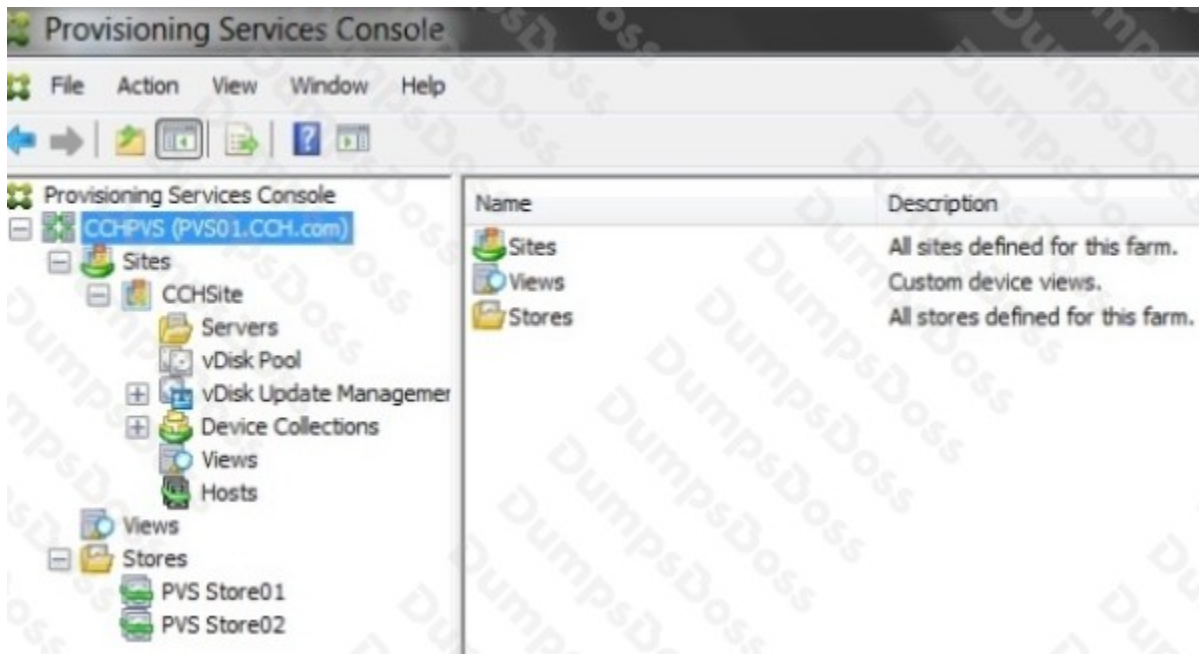 Provisioning Services Console
File Action View Window Help
Provisioning Services Console
CCHPVS (PVS01.CCH.com)
Sites
CCHSite
Servers
vDisk Pool
vDisk Update Managemer
Device Collections
Views
Hosts
Views
Stores
PVS Store01
PVS Store02
Name Description
Sites All sites defined for this farm.
Views Custom device views.
Stores All stores defined for this farm.
DumpsDoss